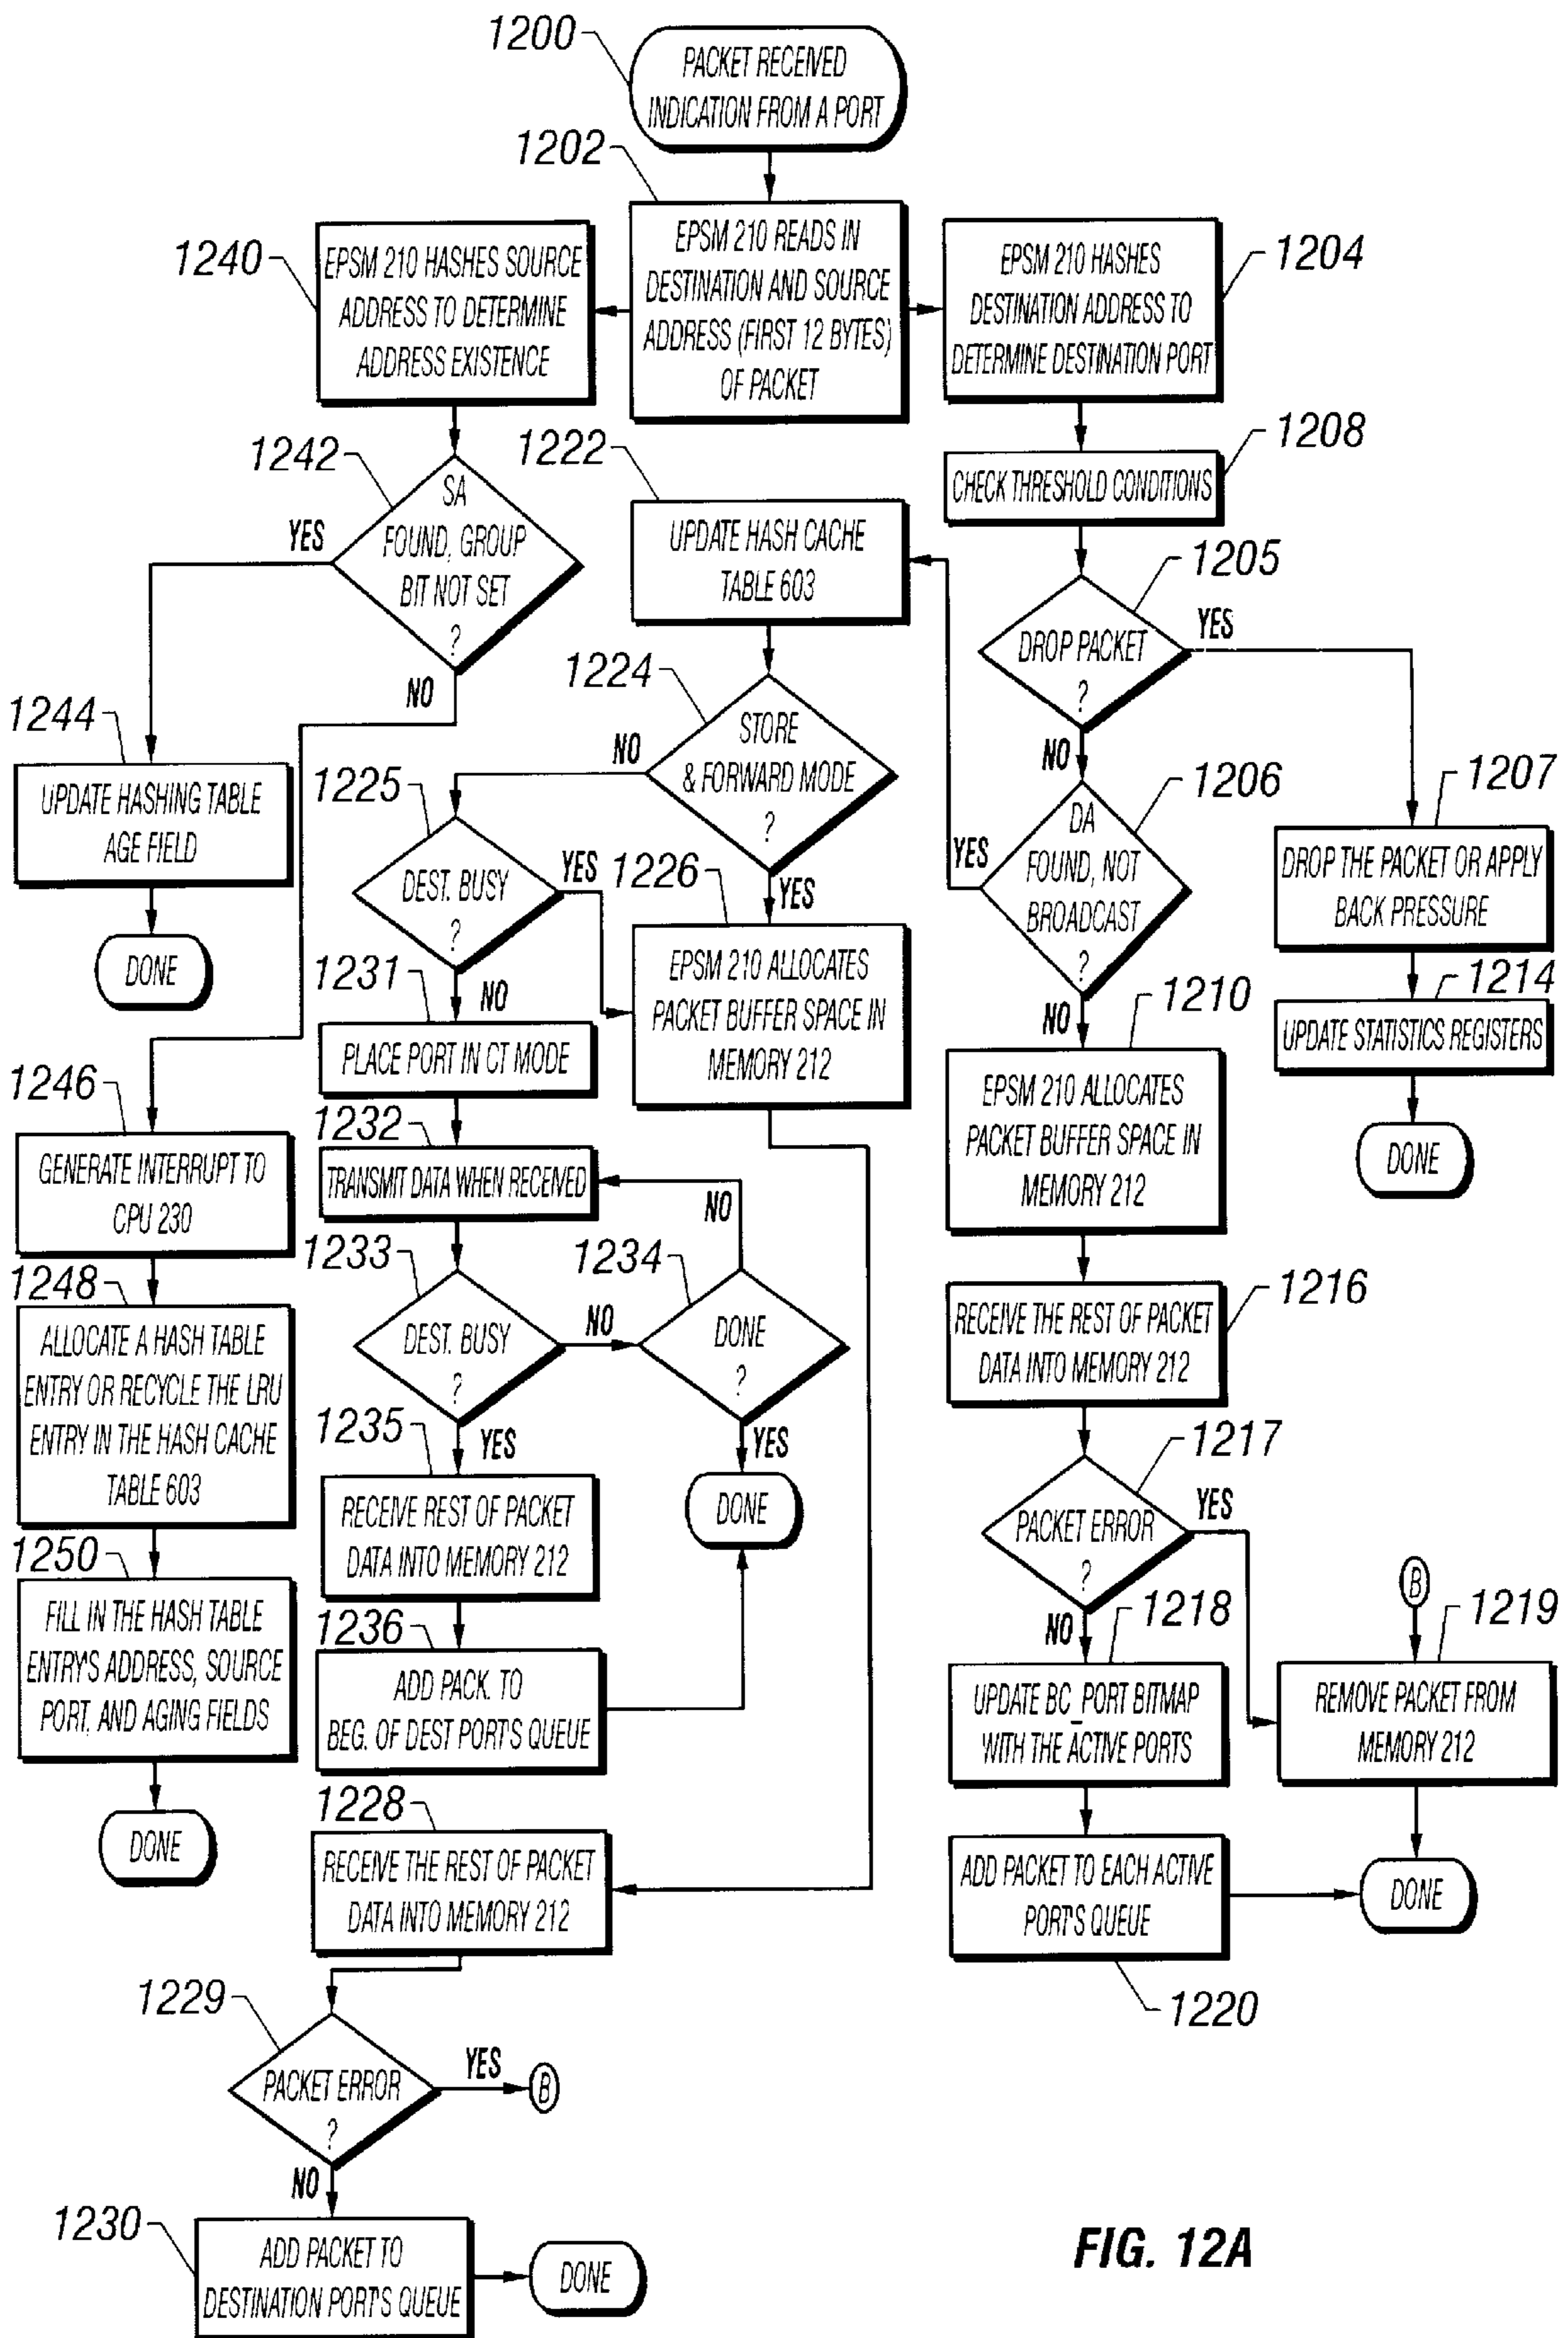 1200
PACKET RECEIVED
INDICATION FROM A PORT
1202
EPSM 210 READS IN
DESTINATION AND SOURCE
ADDRESS (FIRST 12 BYTES)
OF PACKET
1240
EPSM 210 HASHES SOURCE
ADDRESS TO DETERMINE
ADDRESS EXISTENCE
1204
EPSM 210 HASHES
DESTINATION ADDRESS TO
DETERMINE DESTINATION PORT
1242
SA
FOUND, GROUP
BIT NOT SET
?
YES
NO
1244
UPDATE HASHING TABLE
AGE FIELD
DONE
1246
GENERATE INTERRUPT TO
CPU 230
1248
ALLOCATE A HASH TABLE
ENTRY OR RECYCLE THE LRU
ENTRY IN THE HASH CACHE
TABLE 603
1250
FILL IN THE HASH TABLE
ENTRY'S ADDRESS, SOURCE
PORT, AND AGING FIELDS
DONE
1222
UPDATE HASH CACHE
TABLE 603
1224
STORE
& FORWARD MODE
?
NO
YES
1225
DEST. BUSY
?
YES
NO
1226
EPSM 210 ALLOCATES
PACKET BUFFER SPACE IN
MEMORY 212
1231
PLACE PORT IN CT MODE
1232
TRANSMIT DATA WHEN RECEIVED
1233
DEST. BUSY
?
NO
YES
1234
DONE
?
NO
YES
DONE
1235
RECEIVE REST OF PACKET
DATA INTO MEMORY 212
1236
ADD PACK. TO
BEG. OF DEST PORT'S QUEUE
1228
RECEIVE THE REST OF PACKET
DATA INTO MEMORY 212
1229
PACKET ERROR
?
YES
B
NO
1230
ADD PACKET TO
DESTINATION PORT'S QUEUE
DONE
1208
CHECK THRESHOLD CONDITIONS
1205
DROP PACKET
?
YES
NO
1206
DA
FOUND, NOT
BROADCAST
?
YES
NO
1207
DROP THE PACKET OR APPLY
BACK PRESSURE
1214
UPDATE STATISTICS REGISTERS
DONE
1210
EPSM 210 ALLOCATES
PACKET BUFFER SPACE IN
MEMORY 212
1216
RECEIVE THE REST OF PACKET
DATA INTO MEMORY 212
1217
PACKET ERROR
?
YES
NO
1218
UPDATE BC_PORT BITMAP
WITH THE ACTIVE PORTS
B
1219
REMOVE PACKET FROM
MEMORY 212
ADD PACKET TO EACH ACTIVE
PORT'S QUEUE
1220
DONE
FIG. 12A